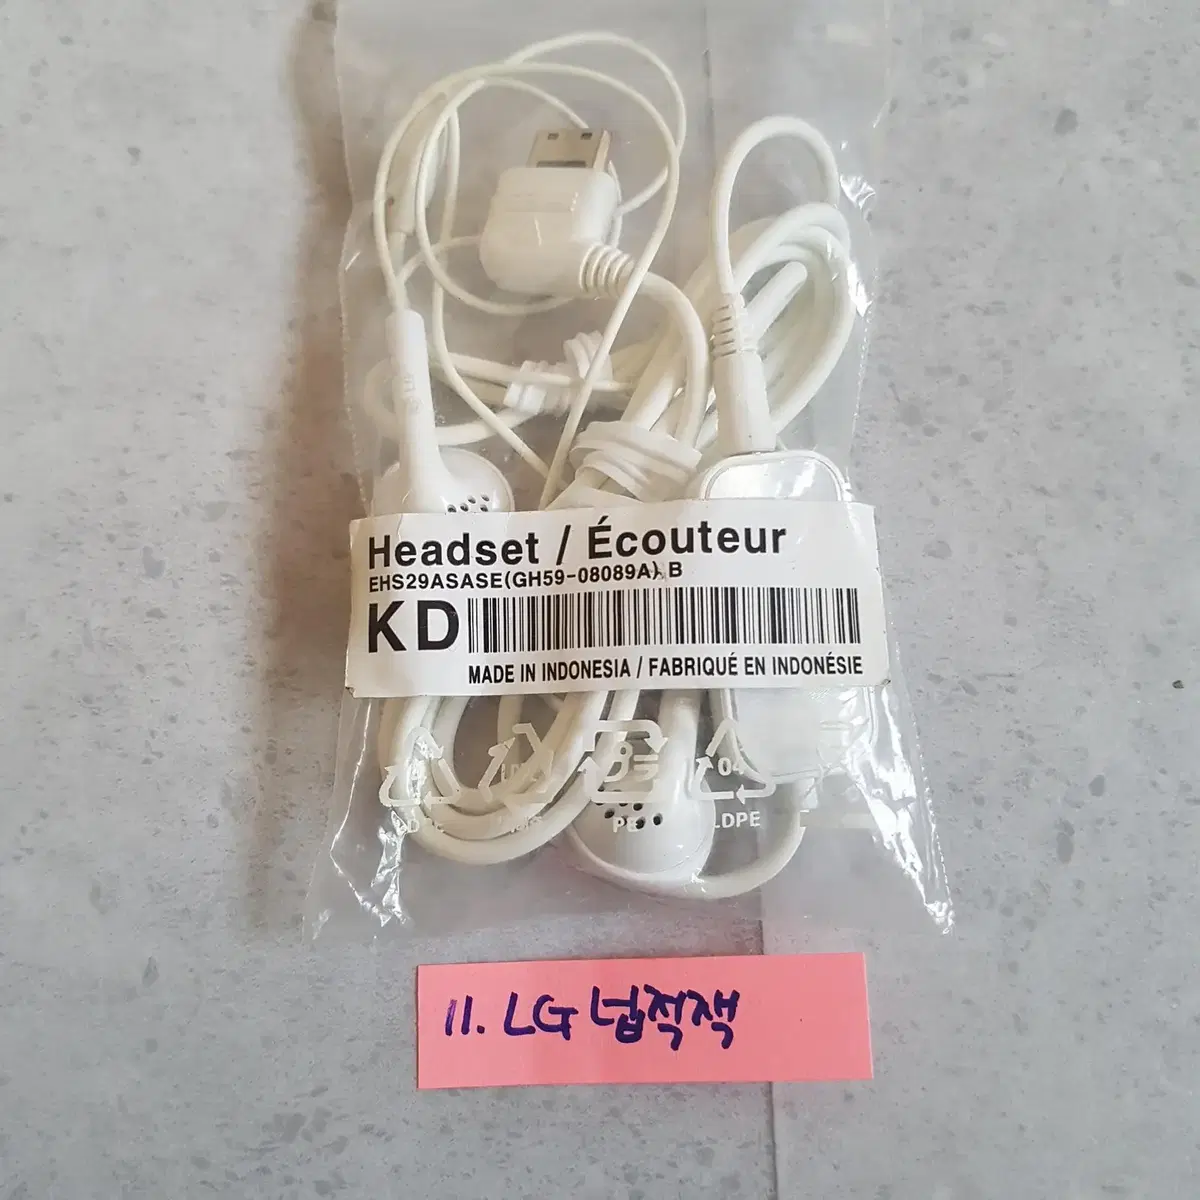 Headset / Écouteur
EHS29ASASE(GH59-08089A) B
KD
MADE IN INDONESIA / FABRIQUÉ EN INDONÉSIE
04
PE
LDPE
11. LG 넙적잭